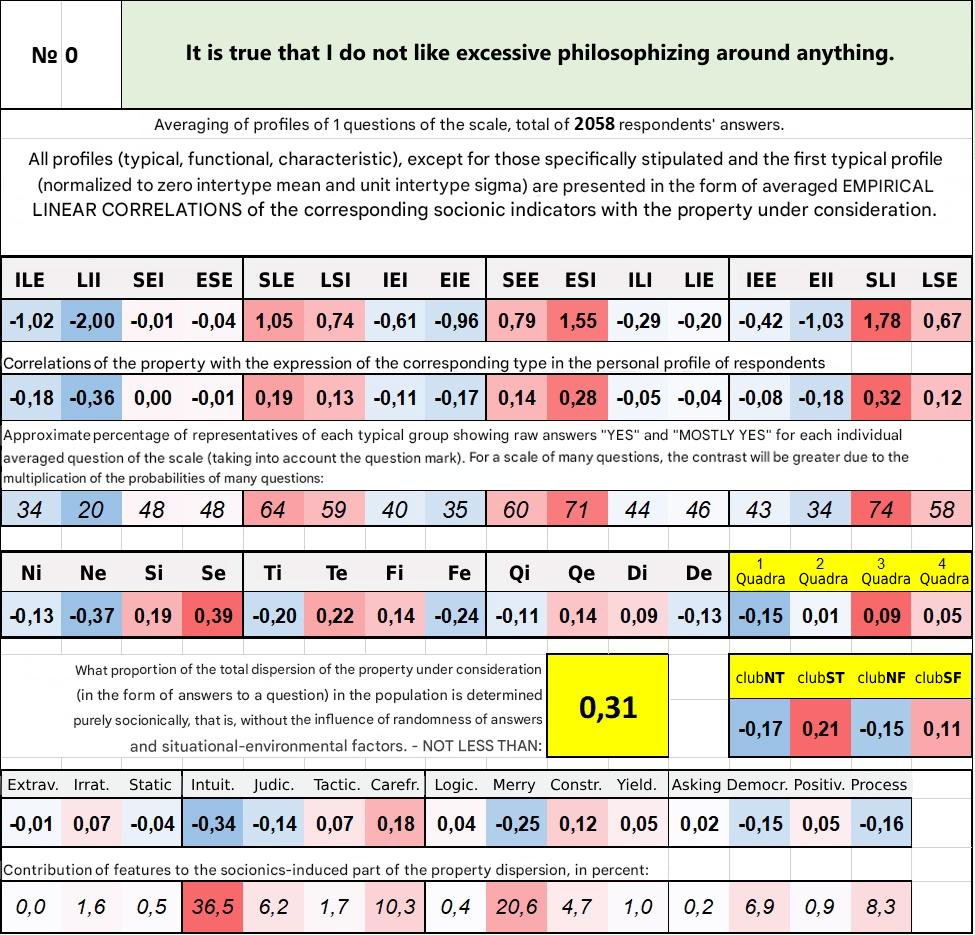 № 0
It is true that I do not like excessive philosophizing around anything.
Averaging of profiles of 1 questions of the scale, total of 2058 respondents' answers.
All profiles (typical, functional, characteristic), except for those specifically stipulated and the first typical profile
(normalized to zero intertype mean and unit intertype sigma) are presented in the form of averaged EMPIRICAL
LINEAR CORRELATIONS of the corresponding socionic indicators with the property under consideration.
ILE LII SEI ESE SLE LSI IEI EIE SEE ESI ILI LIE IEE EII SLI LSE
-1,02 -2,00 -0,01 -0,04 1,05 0,74 -0,61 -0,96 0,79 1,55 -0,29 -0,20 -0,42 -1,03 1,78 0,67
Correlations of the property with the expression of the corresponding type in the personal profile of respondents
-0,18 -0,36 0,00 -0,01 0,19 0,13 -0,11 -0,17 0,14 0,28 -0,05 -0,04 -0,08 -0,18 0,32 0,12
Approximate percentage of representatives of each typical group showing raw answers "YES" and "MOSTLY YES" for each individual
averaged question of the scale (taking into account the question mark). For a scale of many questions, the contrast will be greater due to the
multiplication of the probabilities of many questions:
34 20 48 48 64 59 40 35 60 71 44 46 43 34 74 58
Ni Ne Si Se Ti Te Fi Fe Qi Qe Di De 1 Quadra 2 Quadra 3 Quadra 4 Quadra
-0,13 -0,37 0,19 0,39 -0,20 0,22 0,14 -0,24 -0,11 0,14 0,09 -0,13 -0,15 0,01 0,09 0,05
What proportion of the total dispersion of the property under consideration
(in the form of answers to a question) in the population is determined
purely socionically, that is, without the influence of randomness of answers
and situational-environmental factors. - NOT LESS THAN:
0,31
clubNT clubST clubNF clubSF
-0,17 0,21 -0,15 0,11
Extrav. Irrat. Static Intuit. Judic. Tactic. Carefr. Logic. Merry Constr. Yield. Asking Democr. Positiv. Process
-0,01 0,07 -0,04 -0,34 -0,14 0,07 0,18 0,04 -0,25 0,12 0,05 0,02 -0,15 0,05 -0,16
Contribution of features to the socionics-induced part of the property dispersion, in percent:
0,0 1,6 0,5 36,5 6,2 1,7 10,3 0,4 20,6 4,7 1,0 0,2 6,9 0,9 8,3